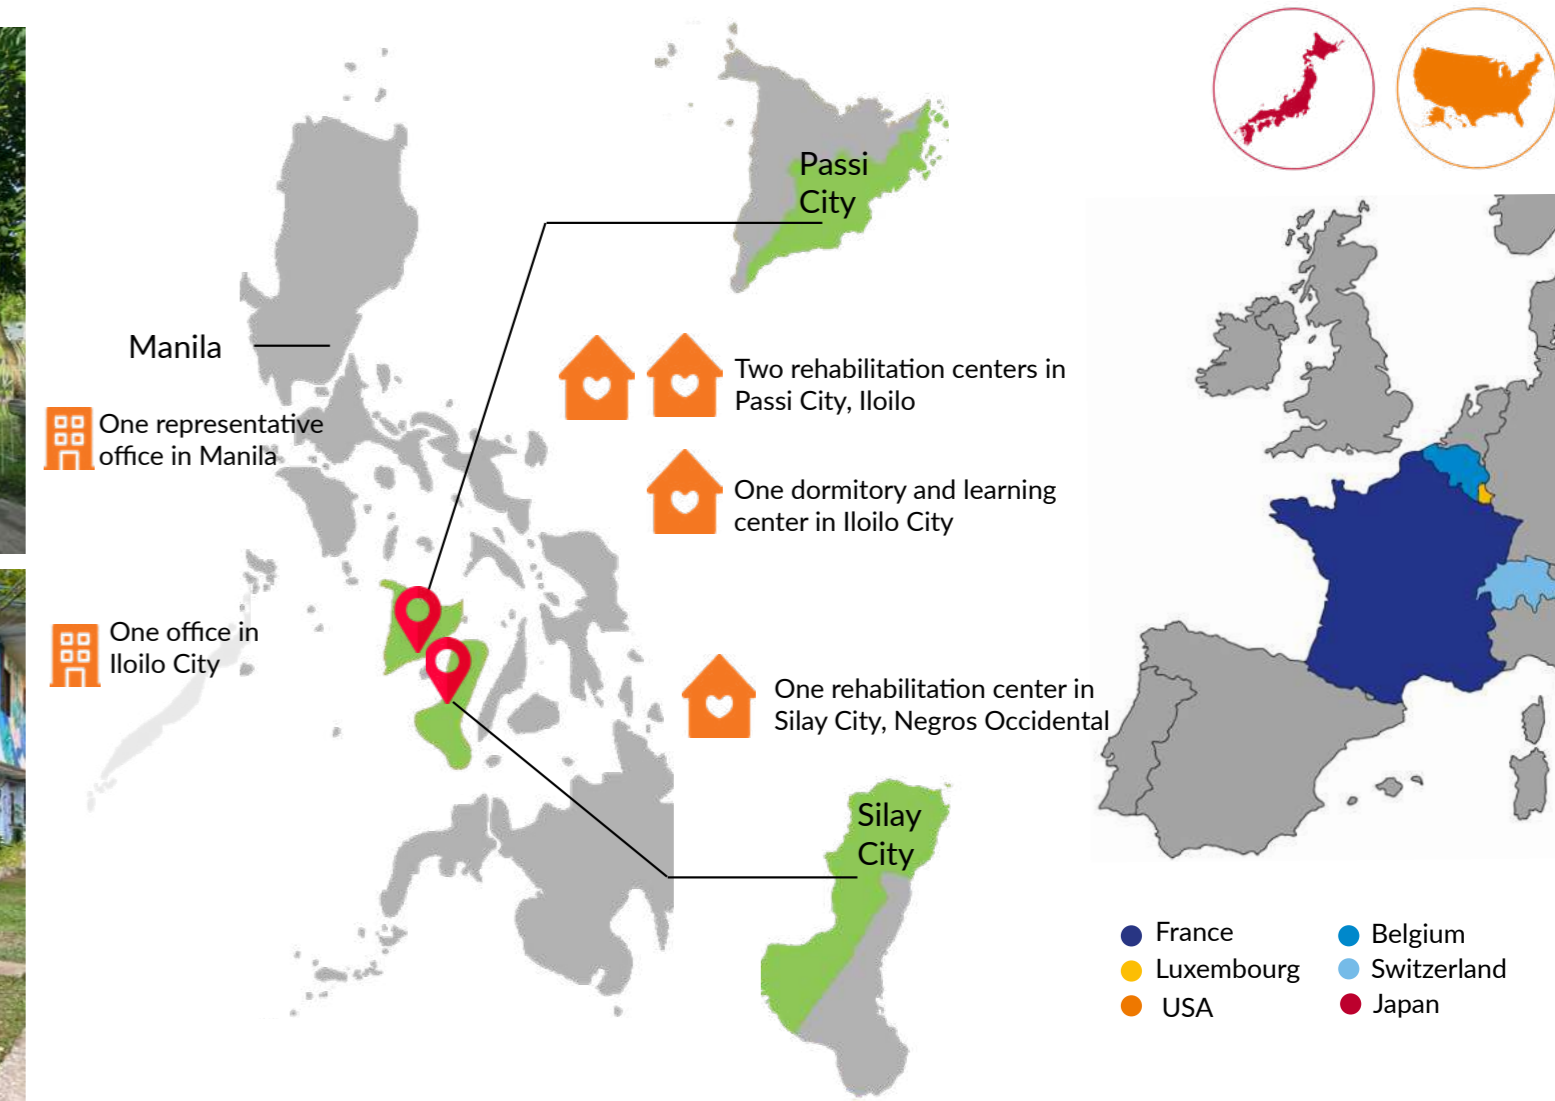 Passi
City
Manila
One representative
office in Manila
Two rehabilitation centers in
Passi City, Iloilo
One dormitory and learning
center in Iloilo City
One office in
Iloilo City
One rehabilitation center in
Silay City, Negros Occidental
Silay
City
France
Belgium
Luxembourg
Switzerland
USA
Japan